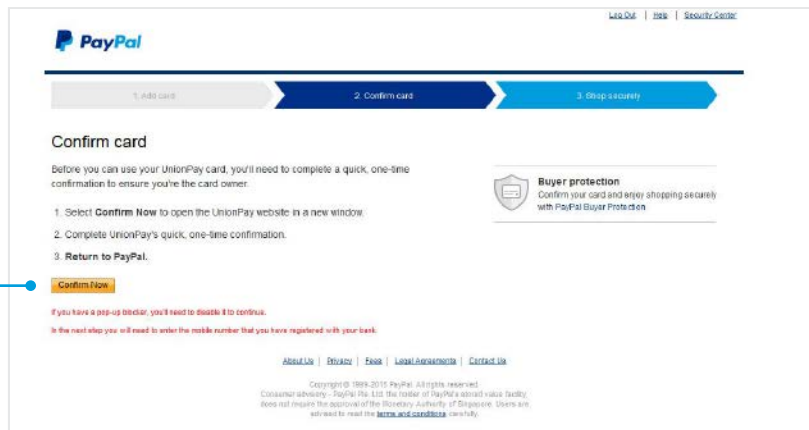 Log Out | Help | Security Center
PayPal
1. Add card
2. Confirm card
3. Shop securely
Confirm card
Before you can use your UnionPay card, you'll need to complete a quick, one-time
confirmation to ensure you're the card owner.
1. Select Confirm Now to open the UnionPay website in a new window.
2. Complete UnionPay's quick, one-time confirmation.
3. Return to PayPal.
Confirm Now
If you have a pop-up blocker, you'll need to disable it to continue.
In the next step you will need to enter the mobile number that you have registered with your bank.
Buyer protection
Confirm your card and enjoy shopping securely
with PayPal Buyer Protection
About Us | Privacy | Fees | Legal Agreements | Contact Us
Copyright © 1999-2015 PayPal. All rights reserved.
Consumer advisory - PayPal Pte. Ltd. the holder of PayPal's stored value facility,
does not require the approval of the Monetary Authority of Singapore. Users are
advised to read the terms and conditions carefully.